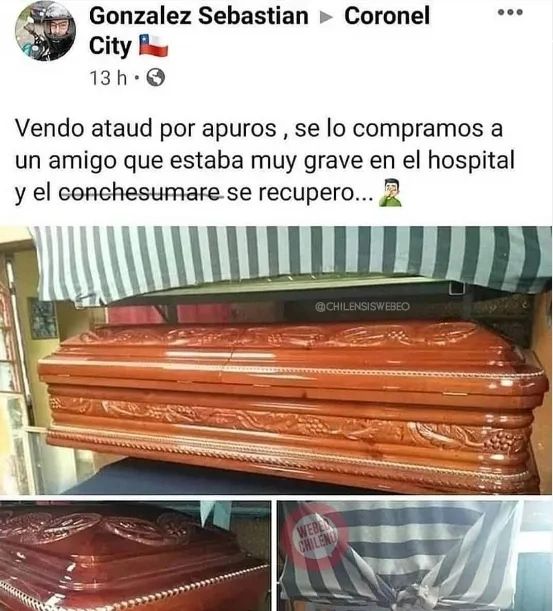 Gonzalez Sebastian ▸ Coronel
City 🇨🇱
13 h ·
Vendo ataud por apuros , se lo compramos a
un amigo que estaba muy grave en el hospital
y el conchesumare se recupero... 🤦‍♂️
@CHILENSISWEBEO
WEBEO
CHILENO